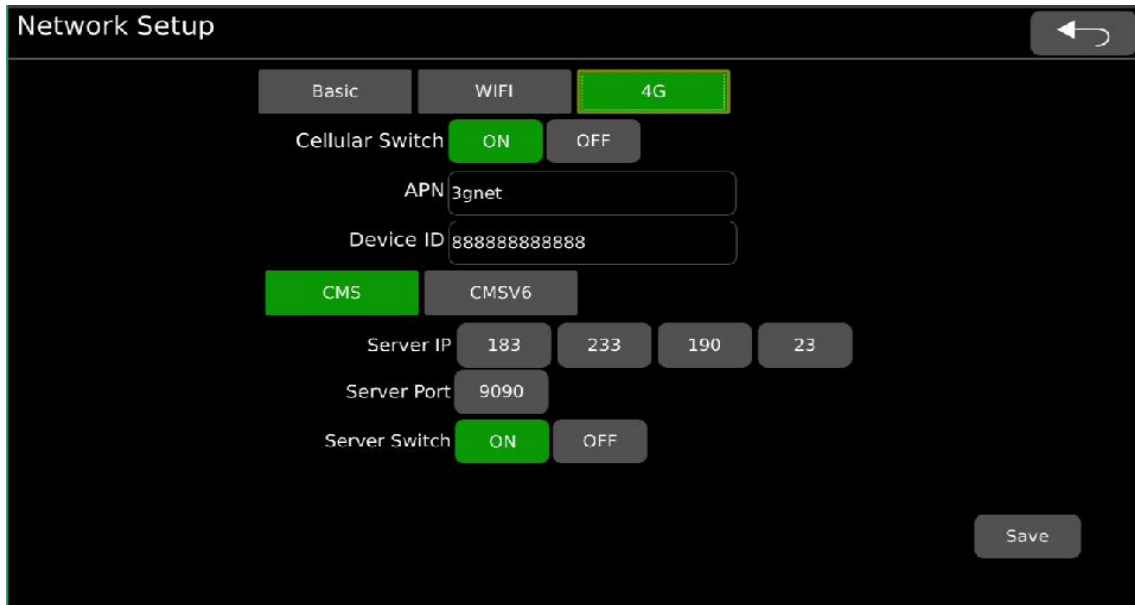 Network Setup
Basic WIFI 4G
Cellular Switch ON OFF
APN 3gnet
Device ID 888888888888
CMS CMSV6
Server IP 183 233 190 23
Server Port 9090
Server Switch ON OFF
Save